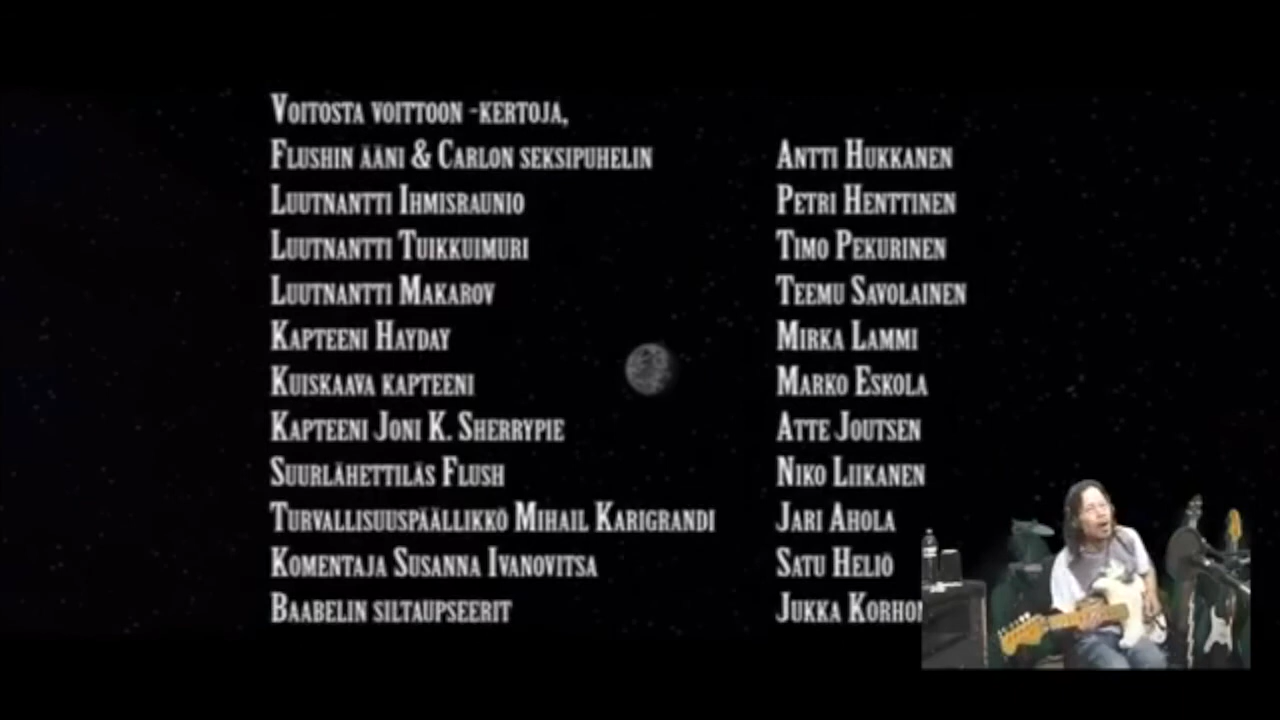 Voitosta voittoon -kertoja,
Flushin ääni & Carlon seksipuhelin Antti Hukkanen
Luutnantti Ihmisraunio Petri Henttinen
Luutnantti Tuikkuimuri Timo Pekurinen
Luutnantti Makarov Teemu Savolainen
Kapteeni Hayday Mirka Lammi
Kuiskaava kapteeni Marko Eskola
Kapteeni Joni K. Sherrypie Atte Joutsen
Suurlähettiläs Flush Niko Liikanen
Turvallisuuspäällikkö Mihail Karigrandi Jari Ahola
Komentaja Susanna Ivanovitsa Satu Heliö
Baabelin siltaupseerit Jukka